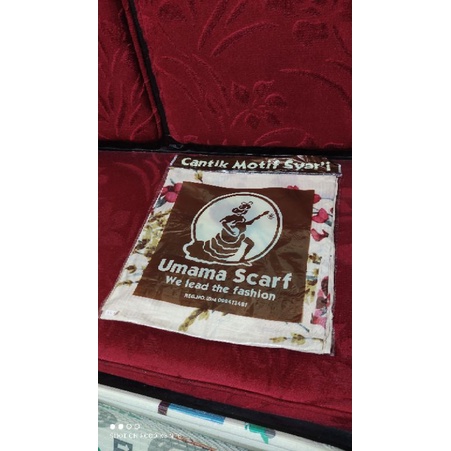 Cantik Motif Syar'i
Umama Scarf
We lead the fashion